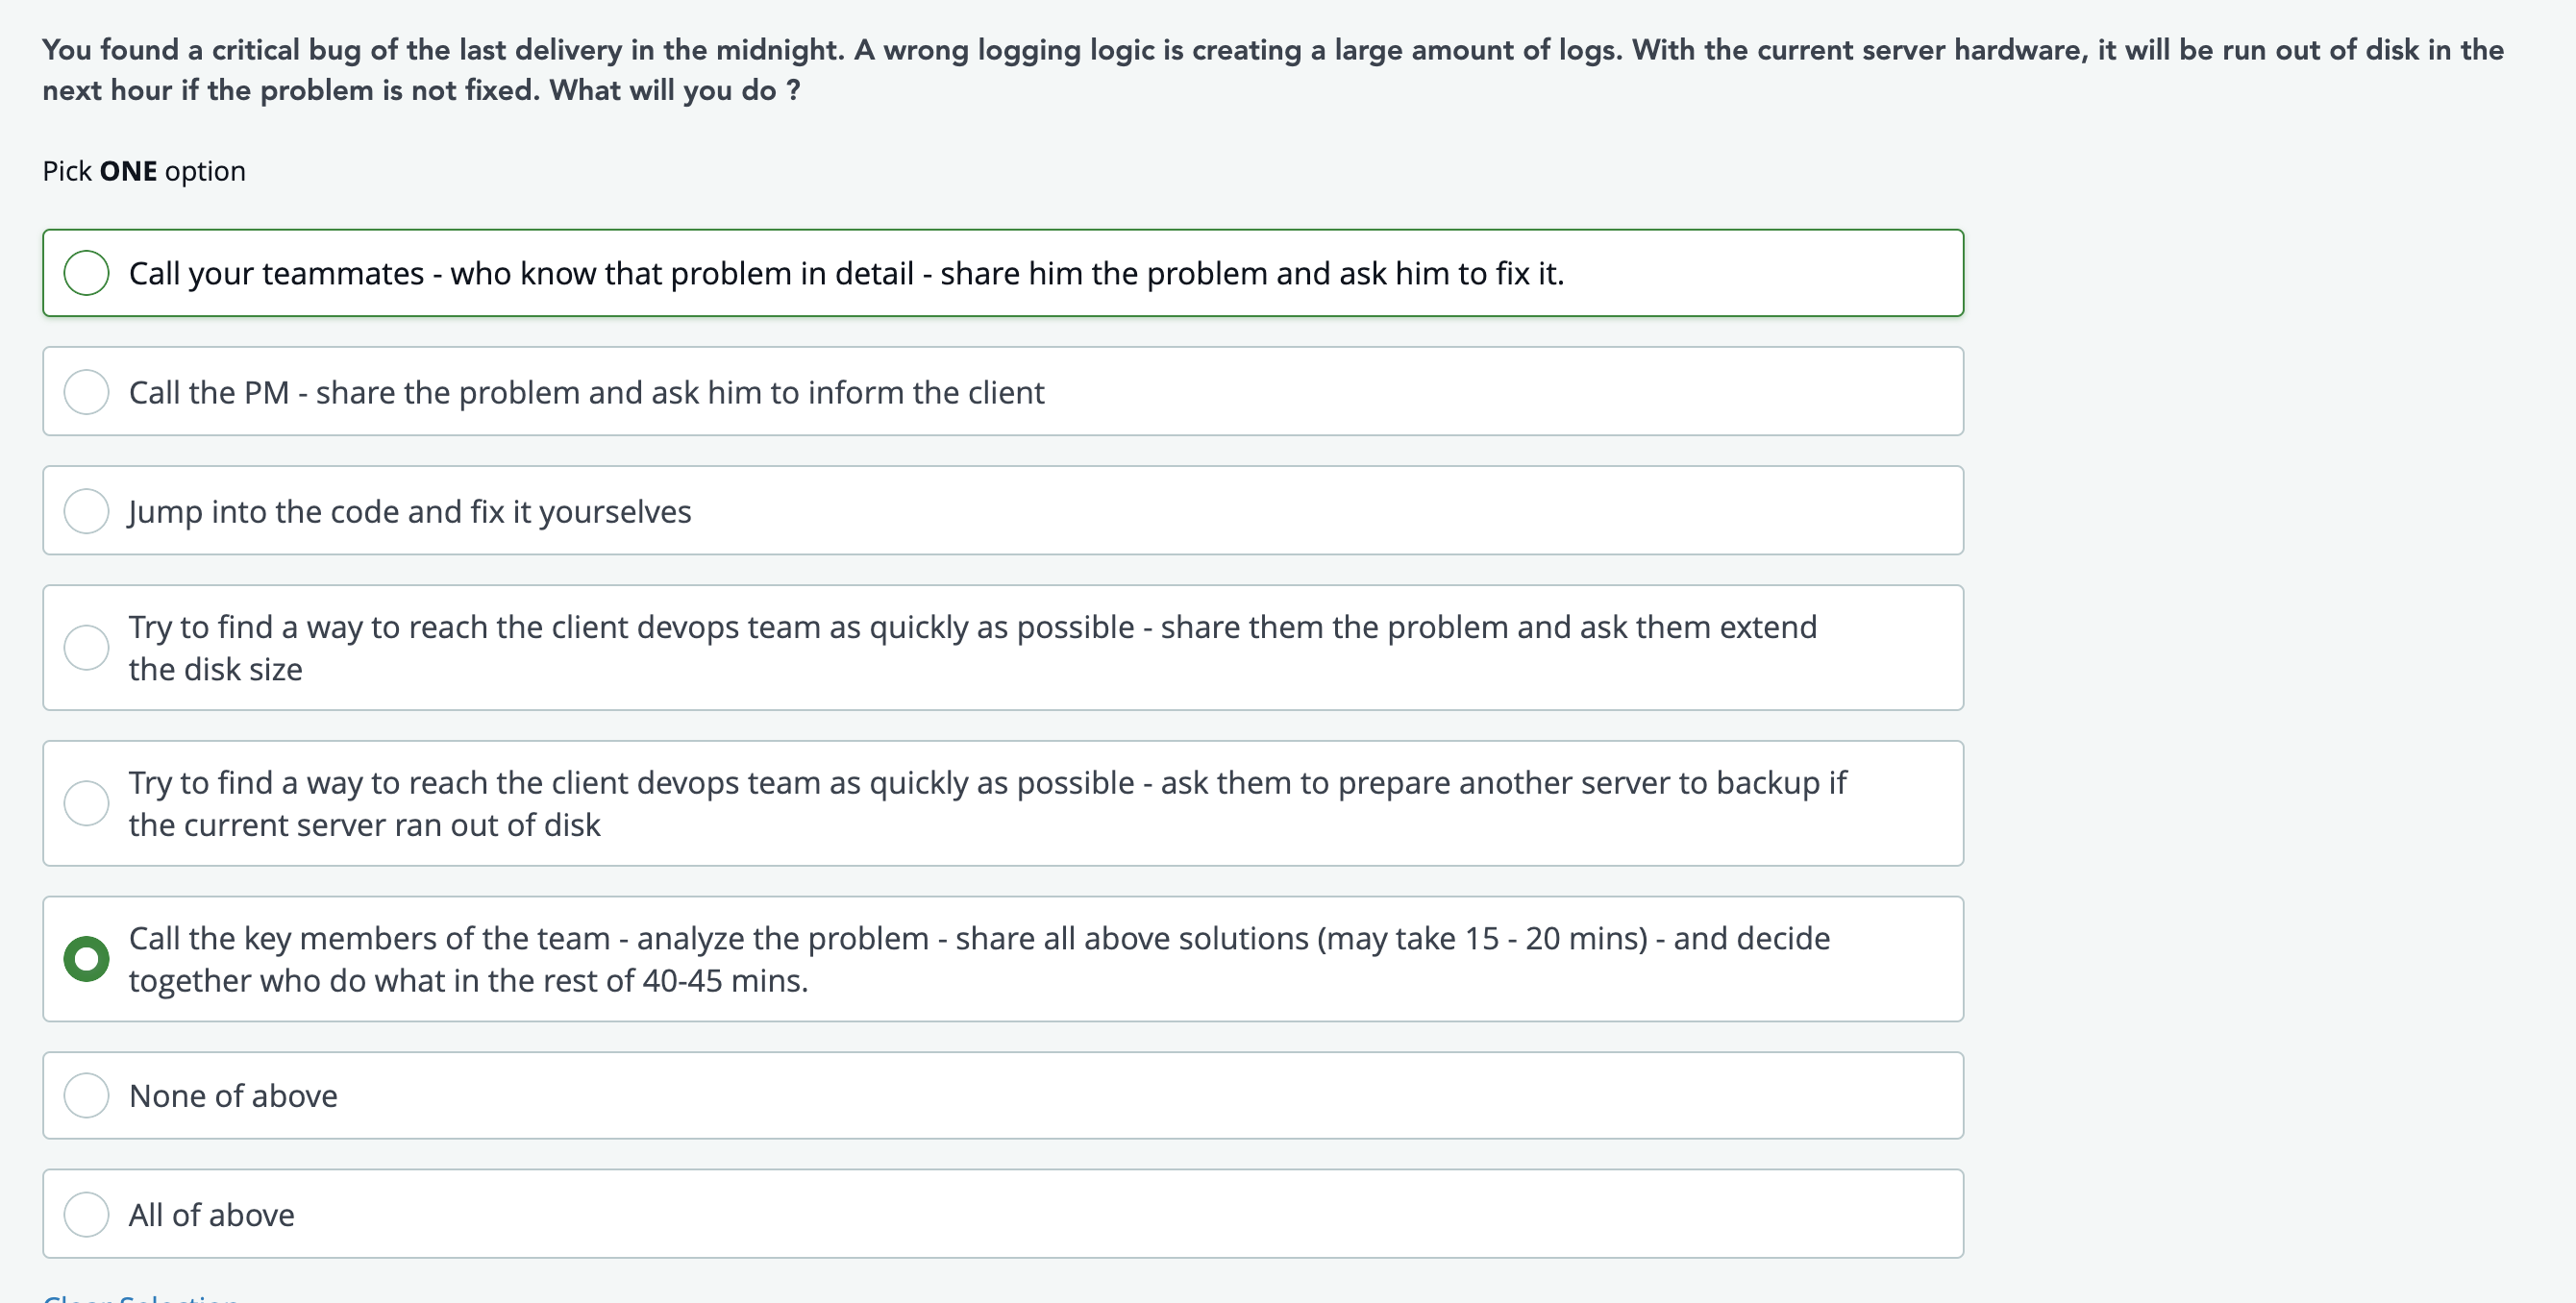 You found a critical bug of the last delivery in the midnight. A wrong logging logic is creating a large amount of logs. With the current server hardware, it will be run out of disk in the
next hour if the problem is not fixed. What will you do ?
Pick ONE option
Call your teammates - who know that problem in detail - share him the problem and ask him to fix it.
Call the PM - share the problem and ask him to inform the client
Jump into the code and fix it yourselves
Try to find a way to reach the client devops team as quickly as possible - share them the problem and ask them extend
the disk size
Try to find a way to reach the client devops team as quickly as possible - ask them to prepare another server to backup if
the current server ran out of disk
Call the key members of the team - analyze the problem - share all above solutions (may take 15 - 20 mins) - and decide
together who do what in the rest of 40-45 mins.
None of above
All of above
Clear Selection